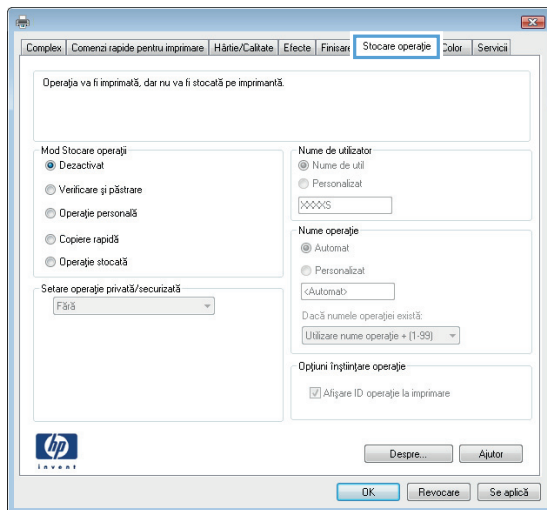 Complex Comenzi rapide pentru imprimare Hârtie/Calitate Efecte Finisare Stocare operaţie Color Servicii
Operaţia va fi imprimată, dar nu va fi stocată pe imprimantă.
Mod Stocare operaţii
Dezactivat
Verificare şi păstrare
Operaţie personală
Copiere rapidă
Operaţie stocată
Setare operaţie privată/securizată
Fără
Nume de utilizator
Nume de util
Personalizat
XXXXS
Nume operaţie
Automat
Personalizat
<Automat>
Dacă numele operaţiei există:
Utilizare nume operaţie + (1-99)
Opţiuni înştiinţare operaţie
Afişare ID operaţie la imprimare
hp
invent
Despre... Ajutor
OK Revocare Se aplică